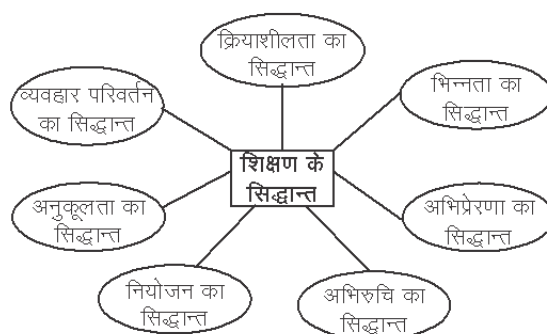 क्रियाशीलता का
सिद्धान्त
भिन्नता का
सिद्धान्त
व्यवहार परिवर्तन
का सिद्धान्त
शिक्षण के
सिद्धान्त
अनुकूलता का
सिद्धान्त
अभिप्रेरणा का
सिद्धान्त
नियोजन का
सिद्धान्त
अभिरुचि का
सिद्धान्त